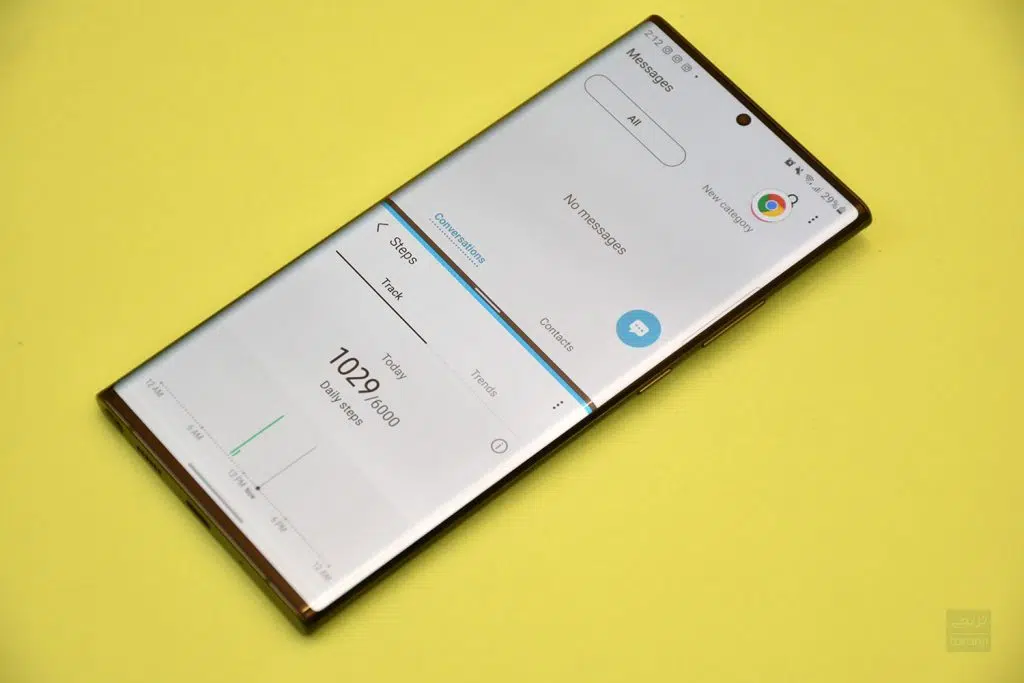 2:12
29%
Messages
All
New category
No messages
Conversations
Contacts
Steps
Track
Trends
Today
1029/6000
Daily steps
12 AM
6 AM
12 PM
Now
6 PM
12 AM